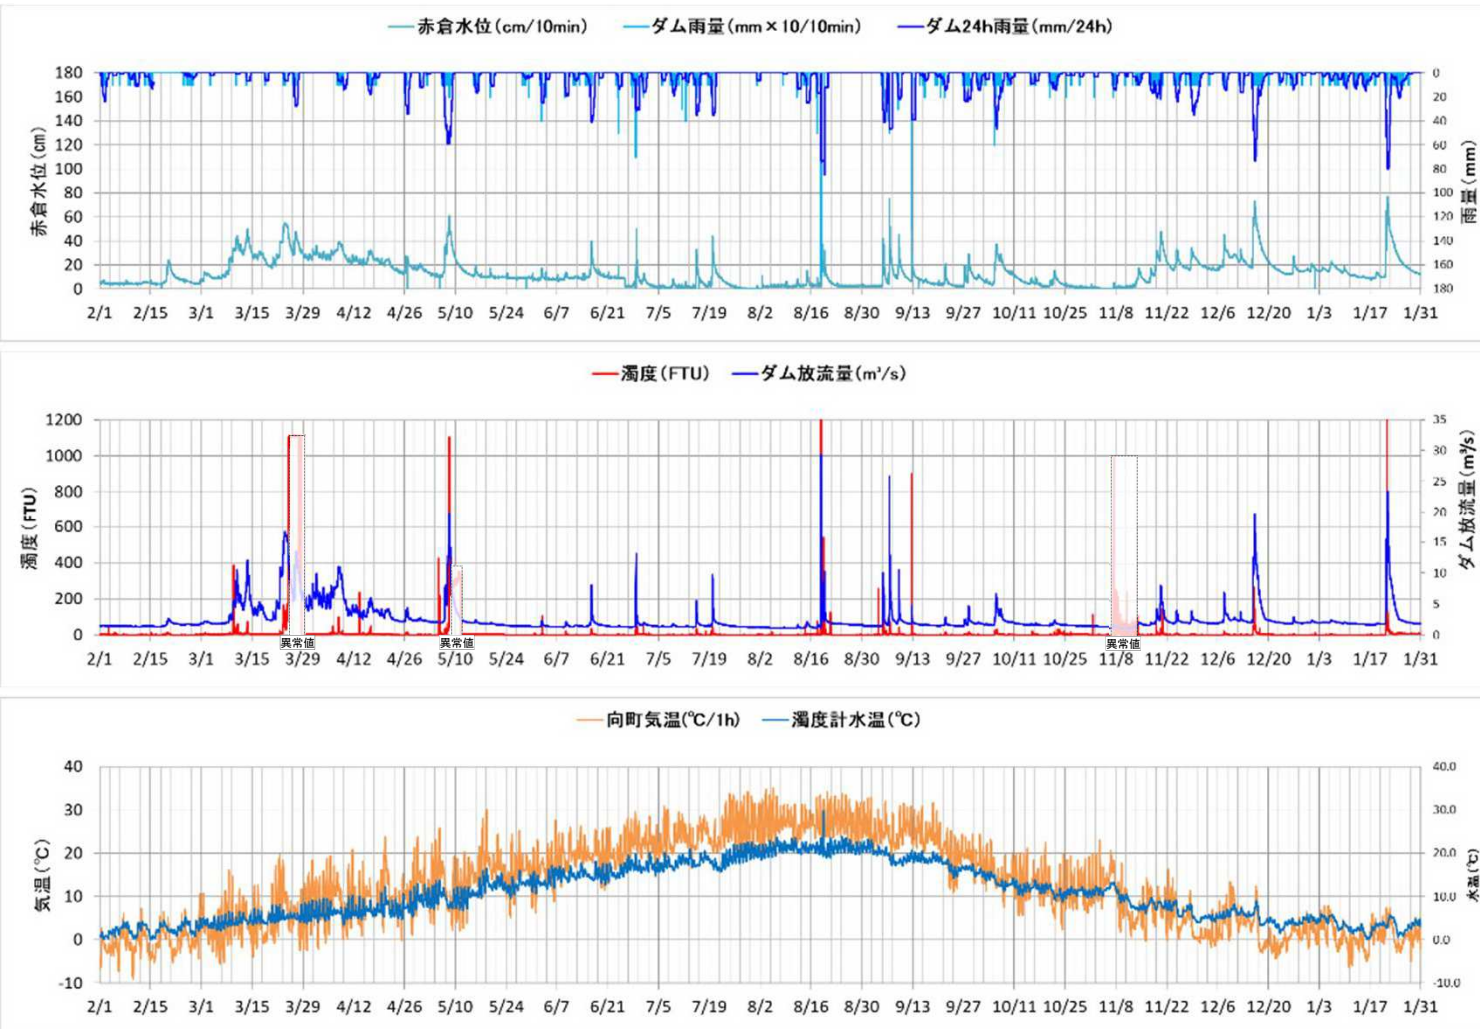 赤倉水位(cm/10min) ダム雨量(mm×10/10min) ダム24h雨量(mm/24h)
180 0
160 20
140 40
120 60
100 80
80 100
60 120
40 140
20 160
0 180
赤倉水位(cm)
雨量(mm)
2/1 2/15 3/1 3/15 3/29 4/12 4/26 5/10 5/24 6/7 6/21 7/5 7/19 8/2 8/16 8/30 9/13 9/27 10/11 10/25 11/8 11/22 12/6 12/20 1/3 1/17 1/31
濁度(FTU) ダム放流量(m³/s)
1200 35
1000 30
800 25
600 20
400 15
200 10
0 5
0
濁度(FTU)
ダム放流量(m³/s)
異常値 異常値 異常値
2/1 2/15 3/1 3/15 3/29 4/12 4/26 5/10 5/24 6/7 6/21 7/5 7/19 8/2 8/16 8/30 9/13 9/27 10/11 10/25 11/8 11/22 12/6 12/20 1/3 1/17 1/31
向町気温(℃/1h) 濁度計水温(℃)
40 40.0
30 30.0
20 20.0
10 10.0
0 0.0
-10 -10.0
気温(℃)
水温(℃)
2/1 2/15 3/1 3/15 3/29 4/12 4/26 5/10 5/24 6/7 6/21 7/5 7/19 8/2 8/16 8/30 9/13 9/27 10/11 10/25 11/8 11/22 12/6 12/20 1/3 1/17 1/31